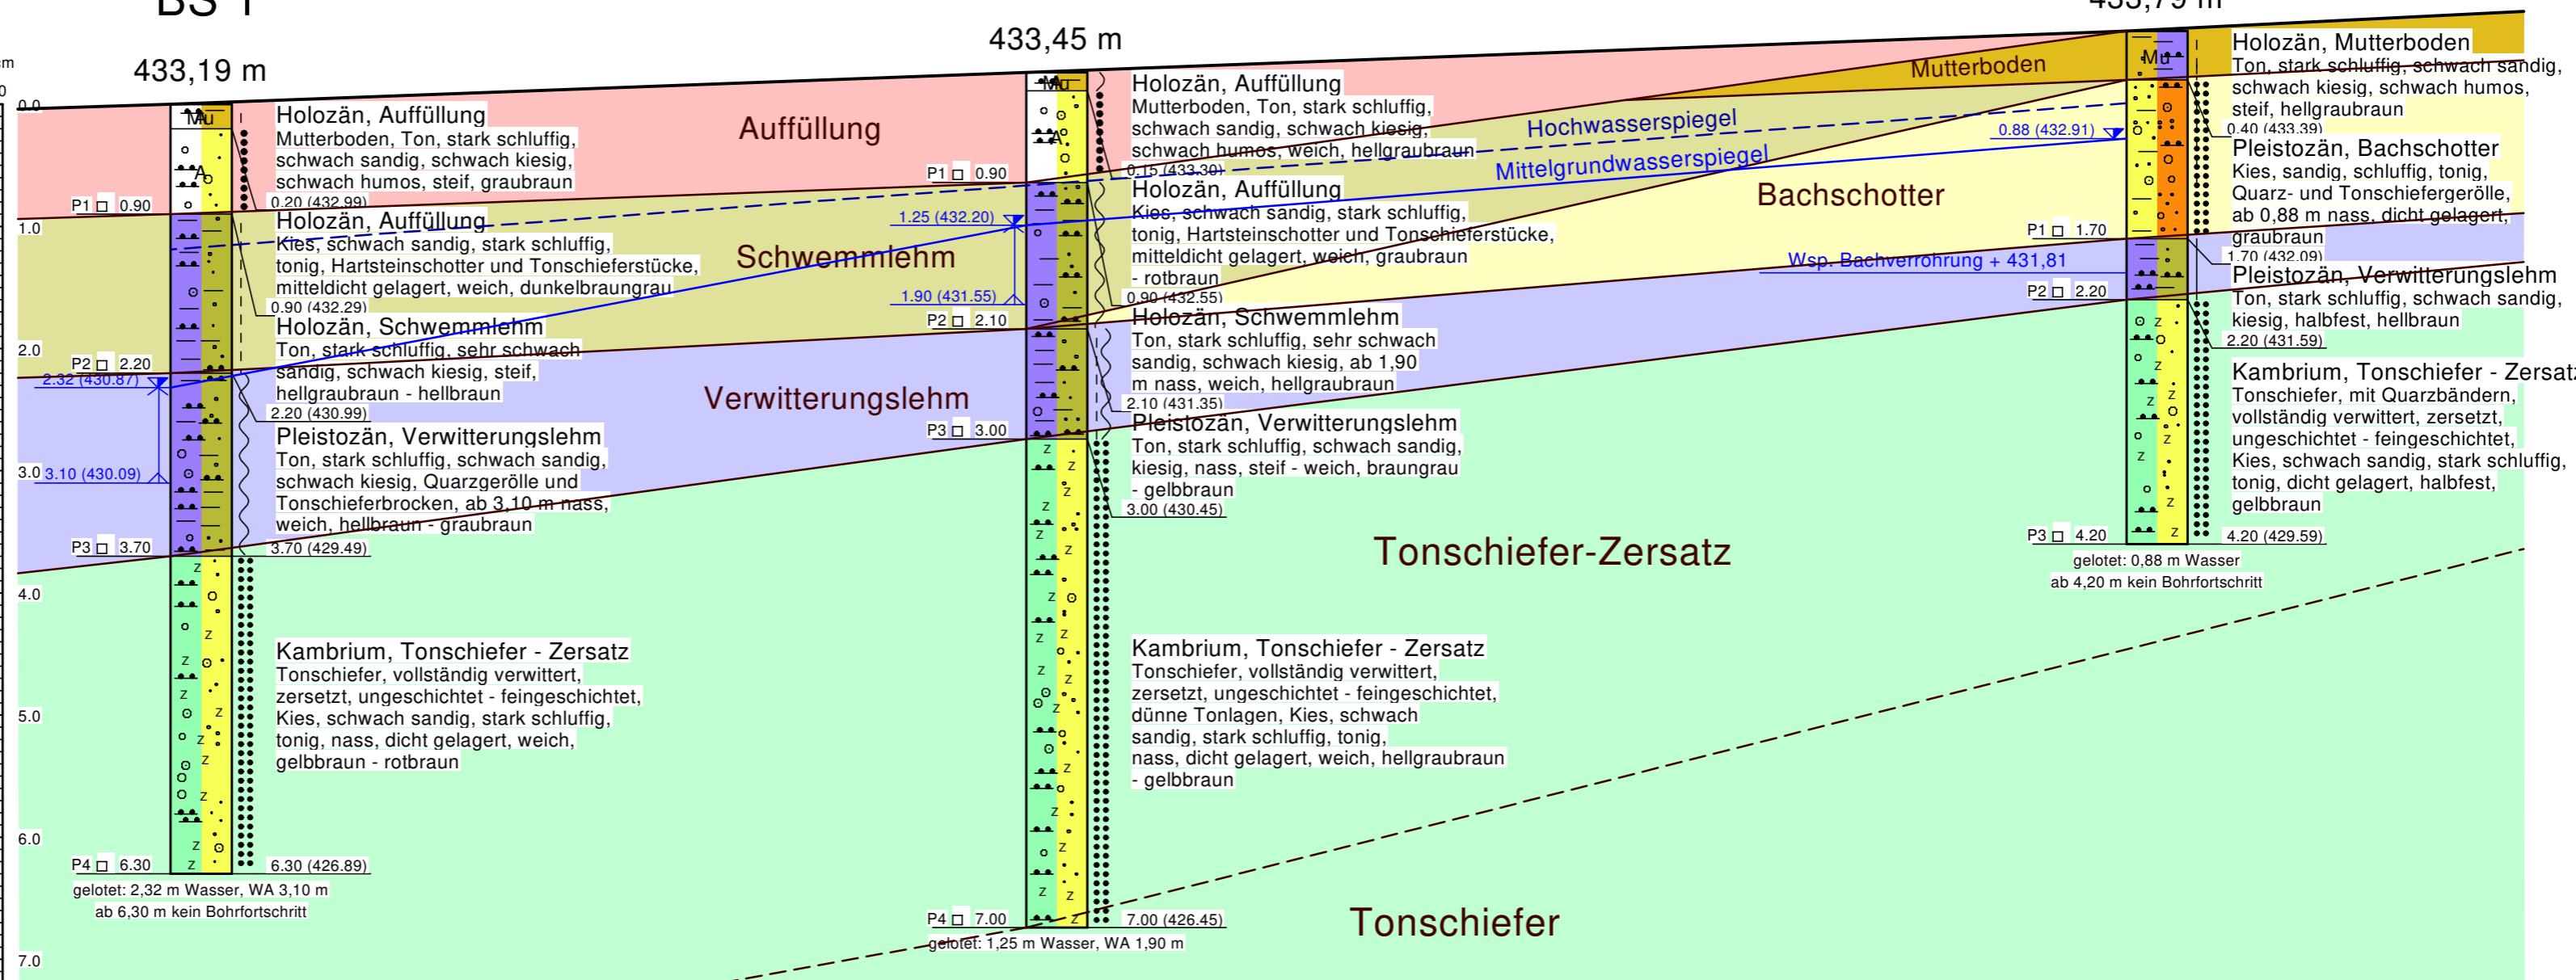 BS 1
433,19 m
433,45 m
433,79 m
cm
0
0.0
1.0
2.0
3.0
4.0
5.0
6.0
7.0
Mu
A
P1 0.90
P2 2.20
2.32 (430.87)
3.10 (430.09)
P3 3.70
P4 6.30
Holozän, Auffüllung
Mutterboden, Ton, stark schluffig,
schwach sandig, schwach kiesig,
schwach humos, steif, graubraun
0.20 (432.99)
Holozän, Auffüllung
Kies, schwach sandig, stark schluffig,
tonig, Hartsteinschotter und Tonschieferstücke,
mitteldicht gelagert, weich, dunkelbraungrau
0.90 (432.29)
Holozän, Schwemmlehm
Ton, stark schluffig, sehr schwach
sandig, schwach kiesig, steif,
hellgraubraun - hellbraun
2.20 (430.99)
Pleistozän, Verwitterungslehm
Ton, stark schluffig, schwach sandig,
schwach kiesig, Quarzgerölle und
Tonschieferbrocken, ab 3,10 m nass,
weich, hellbraun - graubraun
3.70 (429.49)
Kambrium, Tonschiefer - Zersatz
Tonschiefer, vollständig verwittert,
zersetzt, ungeschichtet - feingeschichtet,
Kies, schwach sandig, stark schluffig,
tonig, nass, dicht gelagert, weich,
gelbbraun - rotbraun
6.30 (426.89)
gelotet: 2,32 m Wasser, WA 3,10 m
ab 6,30 m kein Bohrfortschritt
Auffüllung
Schwemmlehm
Verwitterungslehm
Mu
A
P1 0.90
1.25 (432.20)
1.90 (431.55)
P2 2.10
P3 3.00
P4 7.00
Holozän, Auffüllung
Mutterboden, Ton, stark schluffig,
schwach sandig, schwach kiesig,
schwach humos, weich, hellgraubraun
0.15 (433.30)
Holozän, Auffüllung
Kies, schwach sandig, stark schluffig,
tonig, Hartsteinschotter und Tonschieferstücke,
mitteldicht gelagert, weich, graubraun
- rotbraun
0.90 (432.55)
Holozän, Schwemmlehm
Ton, stark schluffig, sehr schwach
sandig, schwach kiesig, ab 1,90
m nass, weich, hellgraubraun
2.10 (431.35)
Pleistozän, Verwitterungslehm
Ton, stark schluffig, schwach sandig,
kiesig, nass, steif - weich, braungrau
- gelbbraun
3.00 (430.45)
Kambrium, Tonschiefer - Zersatz
Tonschiefer, vollständig verwittert,
zersetzt, ungeschichtet - feingeschichtet,
dünne Tonlagen, Kies, schwach
sandig, stark schluffig, tonig,
nass, dicht gelagert, weich, hellgraubraun
- gelbbraun
7.00 (426.45)
gelotet: 1,25 m Wasser, WA 1,90 m
Mutterboden
Hochwasserspiegel
Mittelgrundwasserspiegel
Bachschotter
Wsp. Bachverrohrung + 431,81
Tonschiefer-Zersatz
Tonschiefer
Mu
0.88 (432.91)
P1 1.70
P2 2.20
P3 4.20
Holozän, Mutterboden
Ton, stark schluffig, schwach sandig,
schwach kiesig, schwach humos,
steif, hellgraubraun
0.40 (433.39)
Pleistozän, Bachschotter
Kies, sandig, schluffig, tonig,
Quarz- und Tonschiefergerölle,
ab 0,88 m nass, dicht gelagert,
graubraun
1.70 (432.09)
Pleistozän, Verwitterungslehm
Ton, stark schluffig, schwach sandig,
kiesig, halbfest, hellbraun
2.20 (431.59)
Kambrium, Tonschiefer - Zersatz
Tonschiefer, mit Quarzbändern,
vollständig verwittert, zersetzt,
ungeschichtet - feingeschichtet,
Kies, schwach sandig, stark schluffig,
tonig, dicht gelagert, halbfest,
gelbbraun
4.20 (429.59)
gelotet: 0,88 m Wasser
ab 4,20 m kein Bohrfortschritt